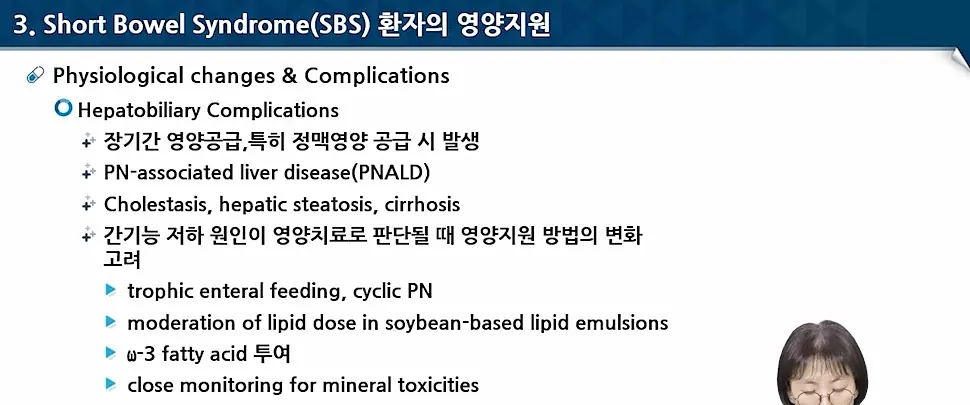 3. Short Bowel Syndrome(SBS) 환자의 영양지원
Physiological changes & Complications
Hepatobiliary Complications
장기간 영양공급,특히 정맥영양 공급 시 발생
PN-associated liver disease(PNALD)
Cholestasis, hepatic steatosis, cirrhosis
간기능 저하 원인이 영양치료로 판단될 때 영양지원 방법의 변화
고려
trophic enteral feeding, cyclic PN
moderation of lipid dose in soybean-based lipid emulsions
ω-3 fatty acid 투여
close monitoring for mineral toxicities